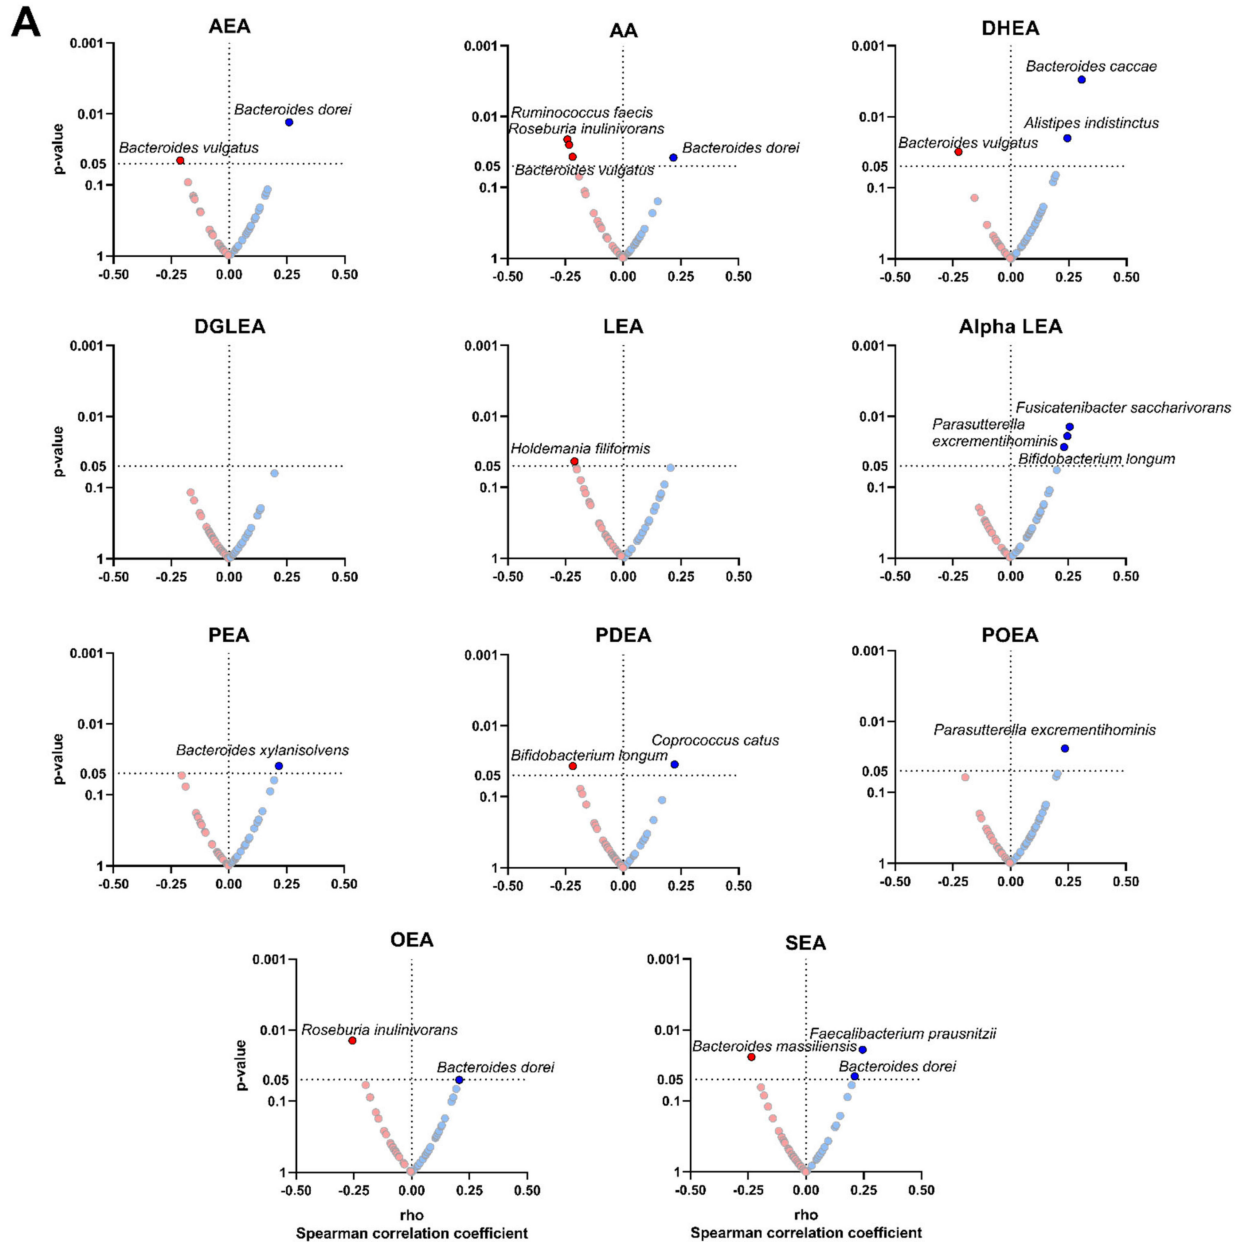 A
AEA
AA
DHEA
0.001
0.01
0.05
0.1
1
p-value
Bacteroides dorei
Bacteroides vulgatus
-0.50
-0.25
0.00
0.25
0.50
0.001
0.01
0.05
0.1
1
Ruminococcus faecis
Roseburia inulinivorans
Bacteroides dorei
Bacteroides vulgatus
-0.50
-0.25
0.00
0.25
0.50
0.001
0.01
0.05
0.1
1
Bacteroides caccae
Alistipes indistinctus
Bacteroides vulgatus
-0.50
-0.25
0.00
0.25
0.50
DGLEA
LEA
Alpha LEA
0.001
0.01
0.05
0.1
1
p-value
-0.50
-0.25
0.00
0.25
0.50
0.001
0.01
0.05
0.1
1
Holdemania filiformis
-0.50
-0.25
0.00
0.25
0.50
0.001
0.01
0.05
0.1
1
Fusicatenibacter saccharivorans
Parasutterella
excrementihominis
Bifidobacterium longum
-0.50
-0.25
0.00
0.25
0.50
PEA
PDEA
POEA
0.001
0.01
0.05
0.1
1
p-value
Bacteroides xylanisolvens
-0.50
-0.25
0.00
0.25
0.50
0.001
0.01
0.05
0.1
1
Coprococcus catus
Bifidobacterium longum
-0.50
-0.25
0.00
0.25
0.50
0.001
0.01
0.05
0.1
1
Parasutterella excrementihominis
-0.50
-0.25
0.00
0.25
0.50
OEA
SEA
0.001
0.01
0.05
0.1
1
p-value
Roseburia inulinivorans
Bacteroides dorei
-0.50
-0.25
0.00
0.25
0.50
rho
Spearman correlation coefficient
0.001
0.01
0.05
0.1
1
Faecalibacterium prausnitzii
Bacteroides massiliensis
Bacteroides dorei
-0.50
-0.25
0.00
0.25
0.50
rho
Spearman correlation coefficient